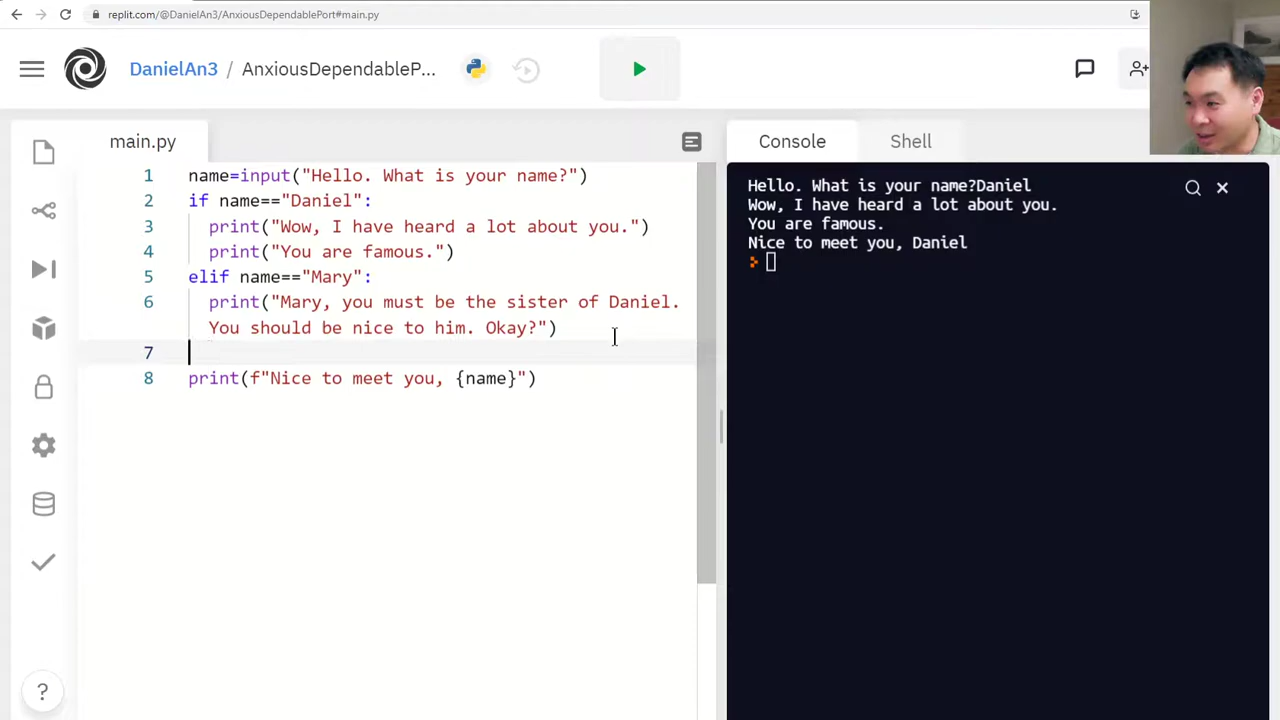 replit.com/@DanielAn3/AnxiousDependablePort#main.py
DanielAn3 / AnxiousDependableP...
main.py
Console
Shell
1 name=input("Hello. What is your name?")
2 if name=="Daniel":
3 print("Wow, I have heard a lot about you.")
4 print("You are famous.")
5 elif name=="Mary":
6 print("Mary, you must be the sister of Daniel.
You should be nice to him. Okay?")
7
8 print(f"Nice to meet you, {name}")
Hello. What is your name?Daniel
Wow, I have heard a lot about you.
You are famous.
Nice to meet you, Daniel
?